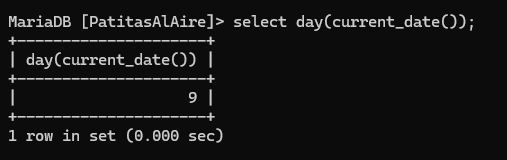 MariaDB [PatitasAlAire]> select day(current_date());
+---------------------+
| day(current_date()) |
+---------------------+
|                   9 |
+---------------------+
1 row in set (0.000 sec)